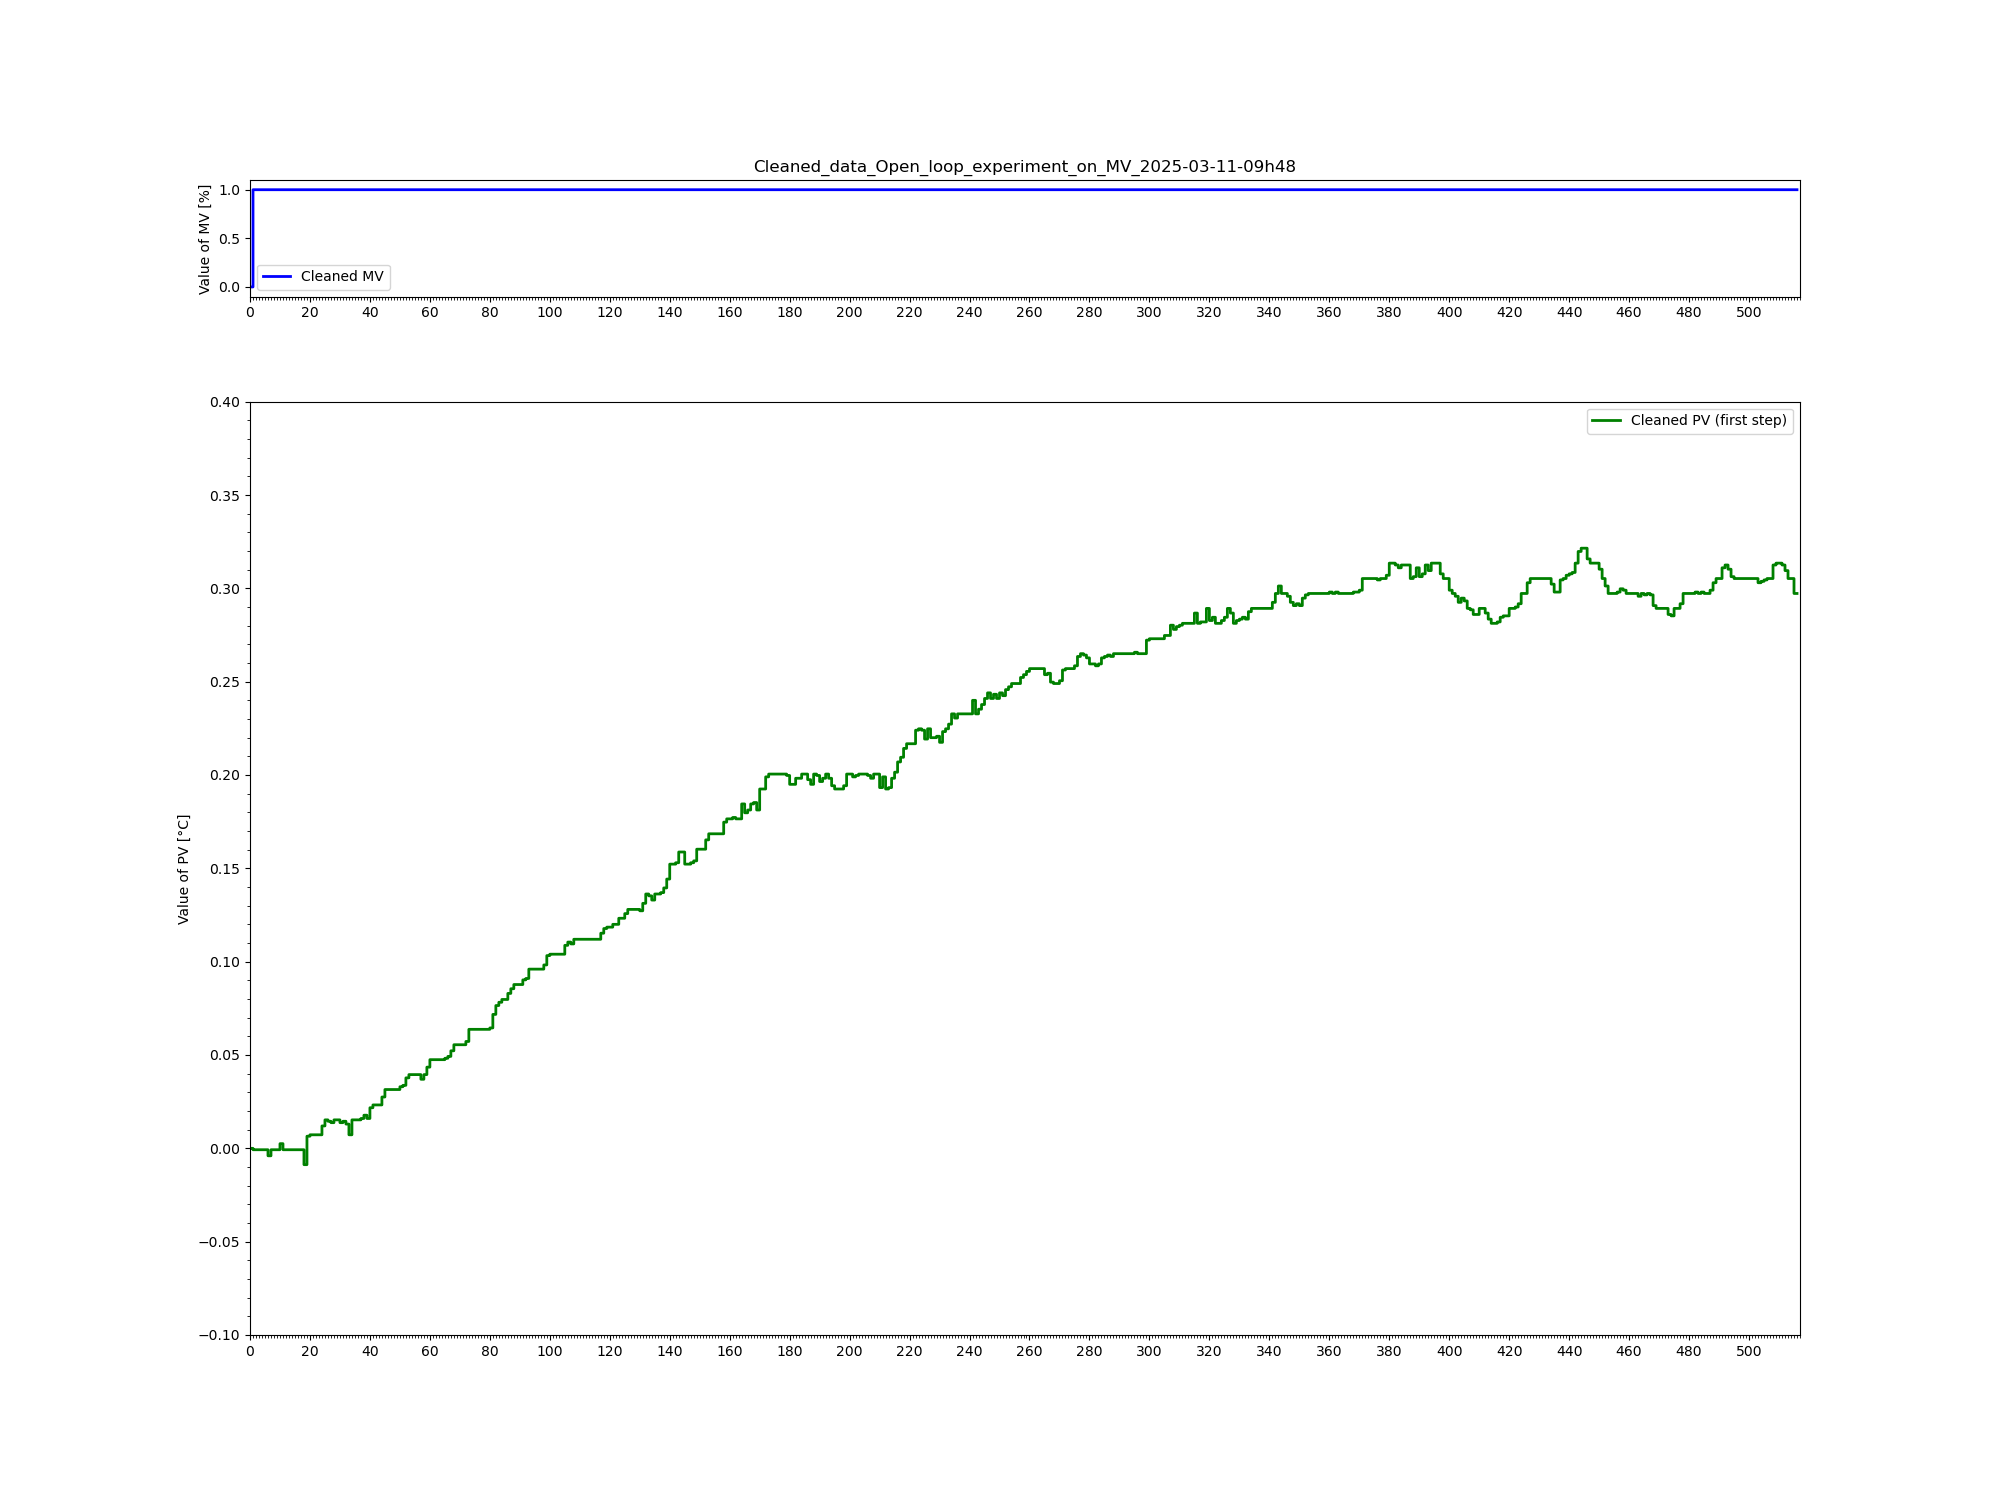 Cleaned_data_Open_loop_experiment_on_MV_2025-03-11-09h48
Value of MV [%]
1.0
0.5
0.0
Cleaned MV
0 20 40 60 80 100 120 140 160 180 200 220 240 260 280 300 320 340 360 380 400 420 440 460 480 500
Value of PV [°C]
0.40
0.35
0.30
0.25
0.20
0.15
0.10
0.05
0.00
−0.05
−0.10
Cleaned PV (first step)
0 20 40 60 80 100 120 140 160 180 200 220 240 260 280 300 320 340 360 380 400 420 440 460 480 500